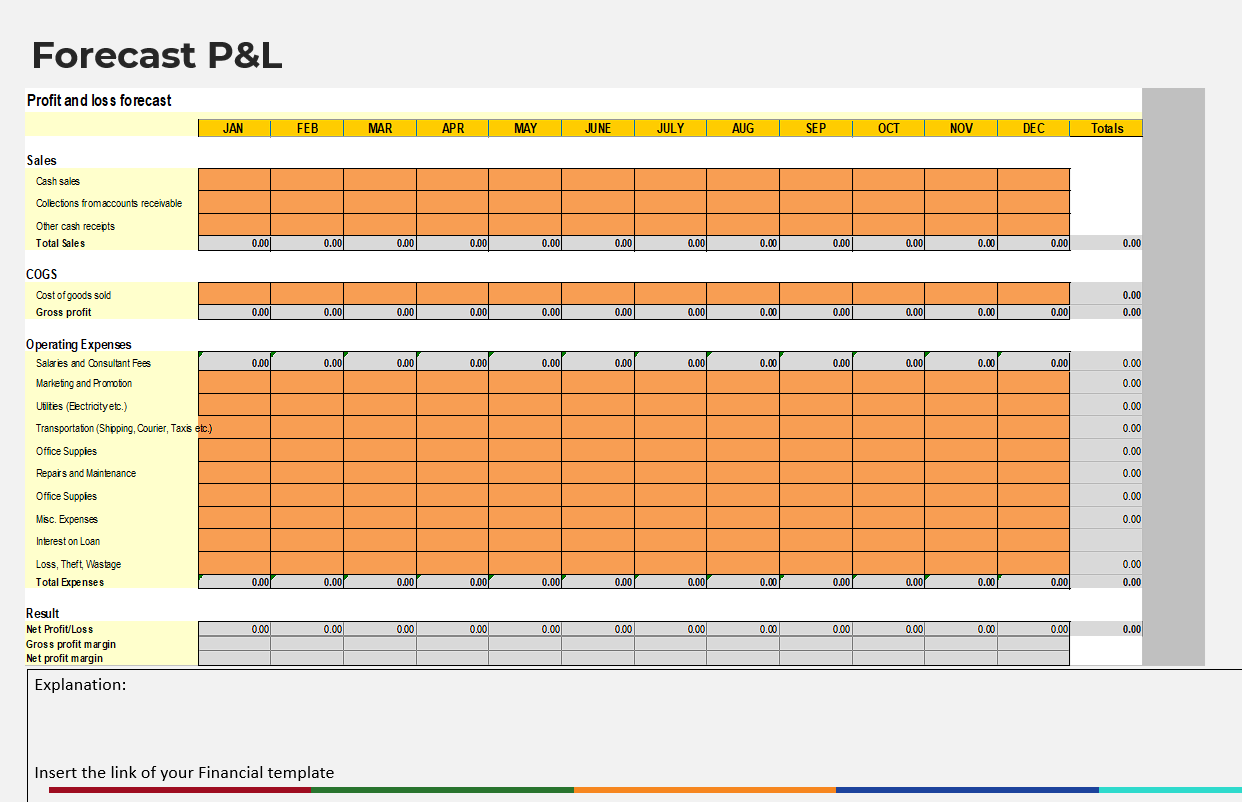 Forecast P&L
Profit and loss forecast
JAN FEB MAR APR MAY JUNE JULY AUG SEP OCT NOV DEC Totals
Sales
Cash sales
Collections from accounts receivable
Other cash receipts
Total Sales 0.00 0.00 0.00 0.00 0.00 0.00 0.00 0.00 0.00 0.00 0.00 0.00 0.00
COGS
Cost of goods sold 0.00
Gross profit 0.00 0.00 0.00 0.00 0.00 0.00 0.00 0.00 0.00 0.00 0.00 0.00 0.00
Operating Expenses
Salaries and Consultant Fees 0.00 0.00 0.00 0.00 0.00 0.00 0.00 0.00 0.00 0.00 0.00 0.00 0.00
Marketing and Promotion 0.00
Utilities (Electricity etc.) 0.00
Transportation (Shipping, Courier, Taxis etc.) 0.00
Office Supplies 0.00
Repairs and Maintenance 0.00
Office Supplies 0.00
Misc. Expenses 0.00
Interest on Loan
Loss, Theft, Wastage 0.00
Total Expenses 0.00 0.00 0.00 0.00 0.00 0.00 0.00 0.00 0.00 0.00 0.00 0.00 0.00
Result
Net Profit/Loss 0.00 0.00 0.00 0.00 0.00 0.00 0.00 0.00 0.00 0.00 0.00 0.00 0.00
Gross profit margin
Net profit margin
Explanation:
Insert the link of your Financial template